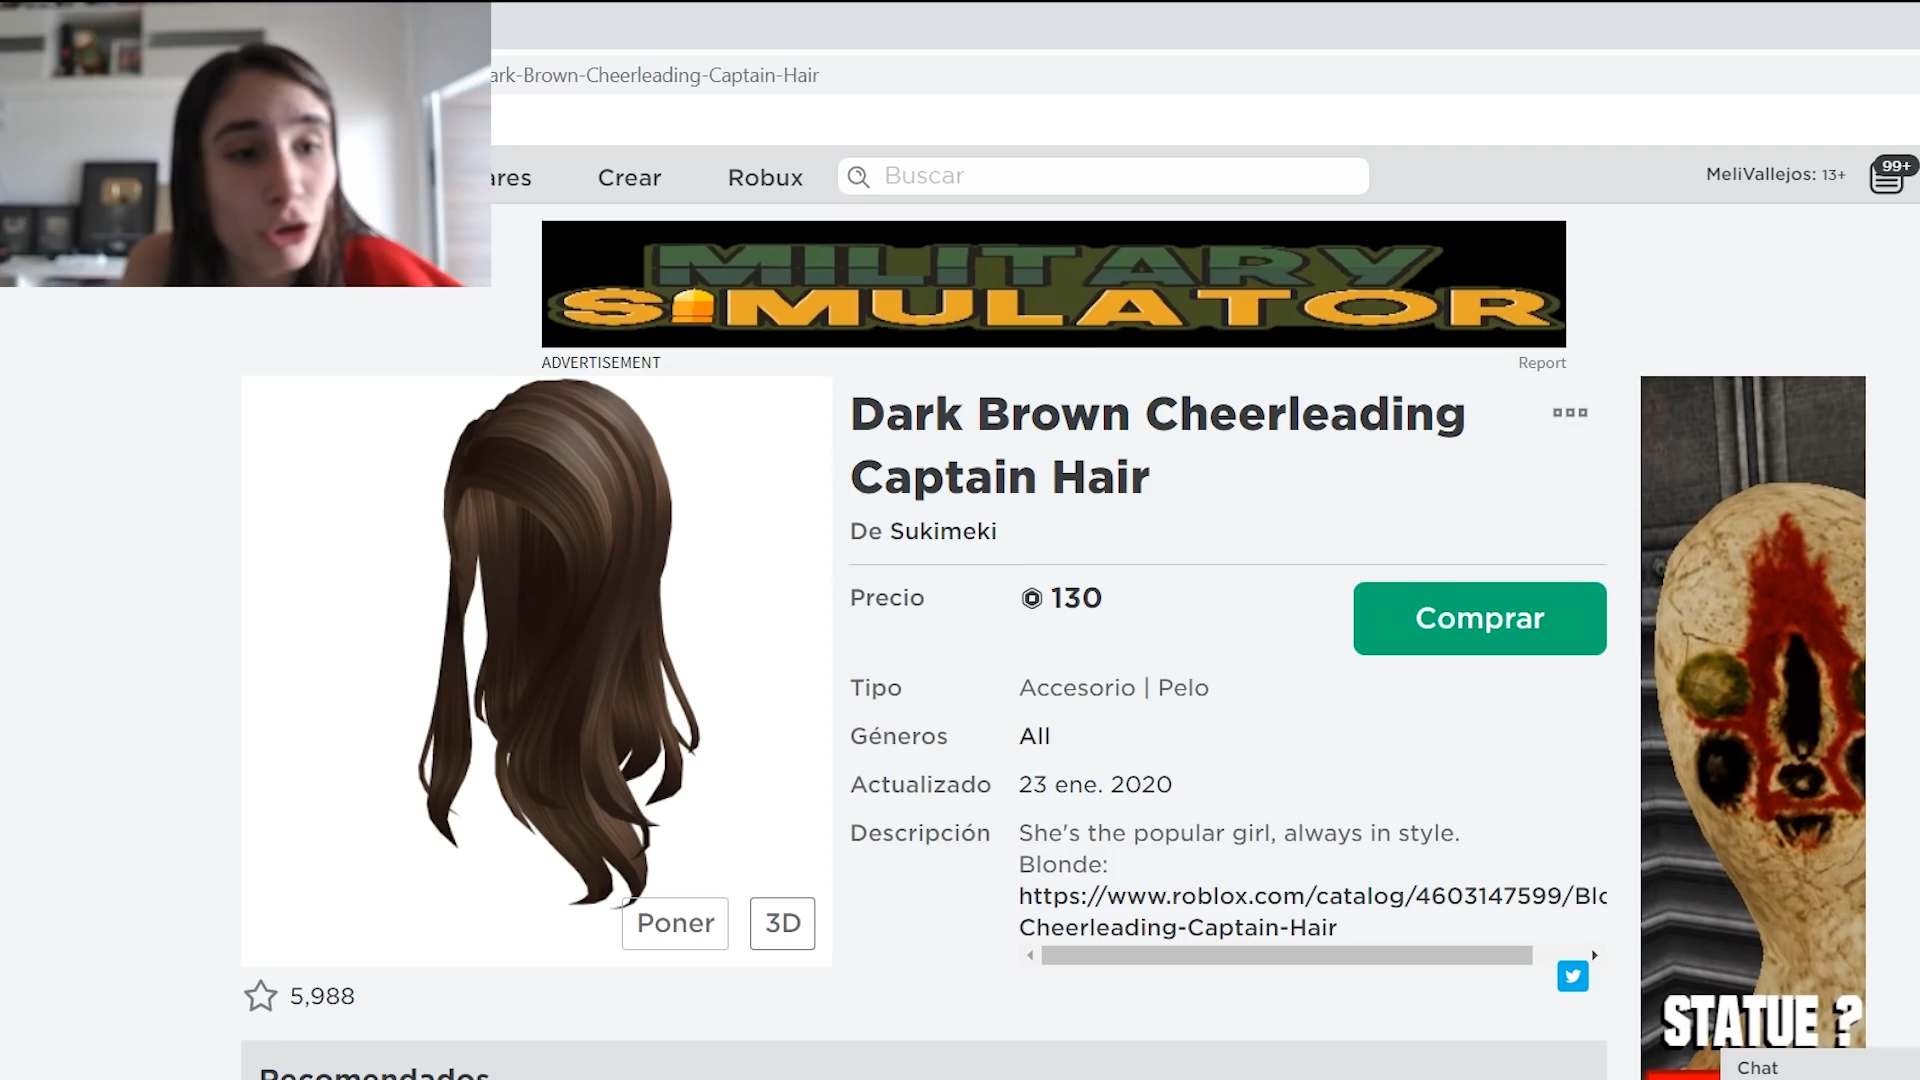 ark-Brown-Cheerleading-Captain-Hair
ares
Crear
Robux
Buscar
MeliVallejos: 13+
99+
MILITARY
SIMULATOR
ADVERTISEMENT
Report
Dark Brown Cheerleading
Captain Hair
De Sukimeki
Precio
130
Comprar
Tipo
Accesorio | Pelo
Géneros
All
Actualizado
23 ene. 2020
Descripción
She's the popular girl, always in style.
Blonde:
https://www.roblox.com/catalog/4603147599/Blo
Cheerleading-Captain-Hair
Poner
3D
5,988
STATUE ?
Chat
Recomendados